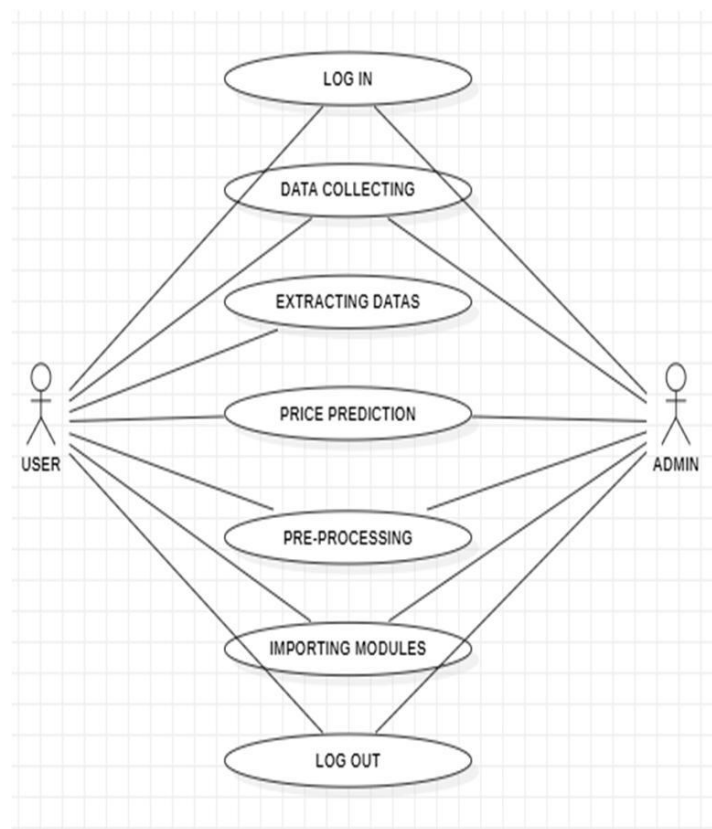 LOG IN
DATA COLLECTING
EXTRACTING DATAS
PRICE PREDICTION
USER
ADMIN
PRE-PROCESSING
IMPORTING MODULES
LOG OUT